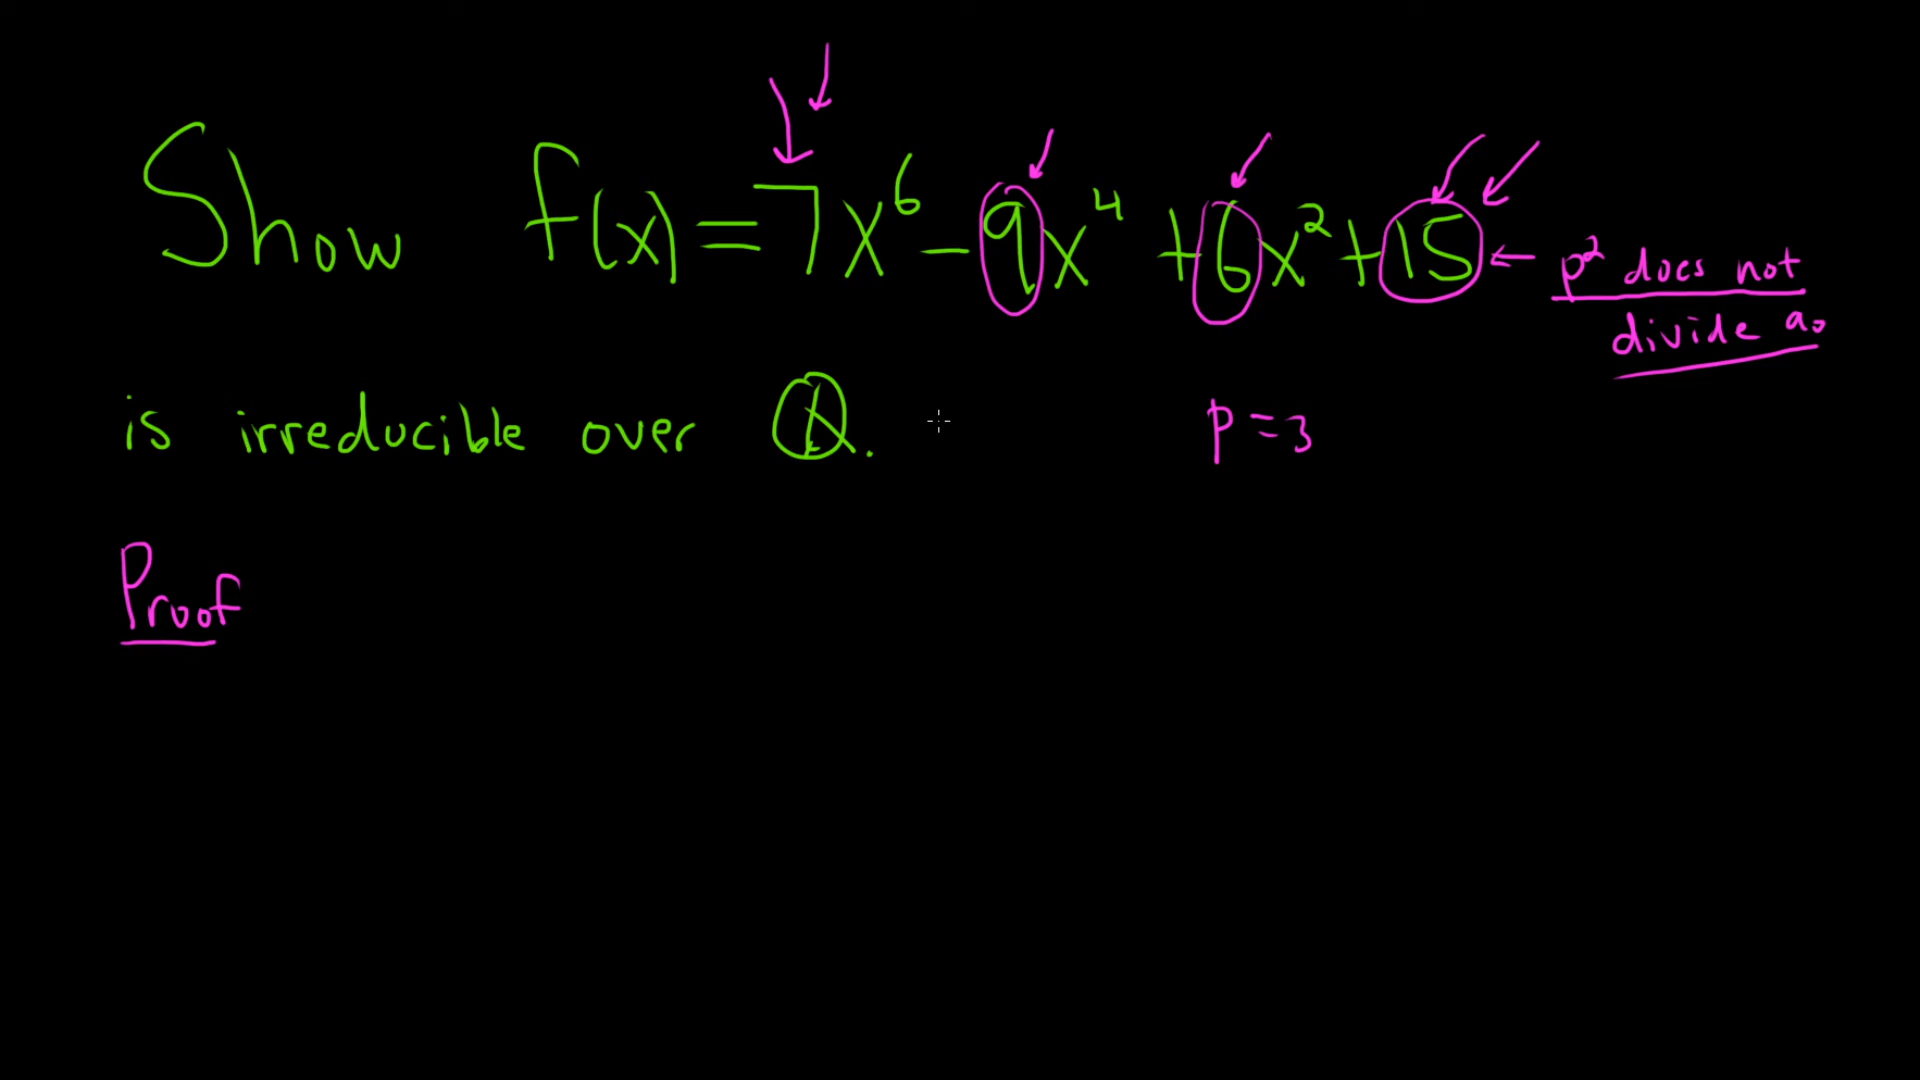 Show f(x) = 7x⁶ - 9x⁴ + 6x² + 15 ← p² does not
divide a₀
is irreducible over ℚ. p = 3
Proof